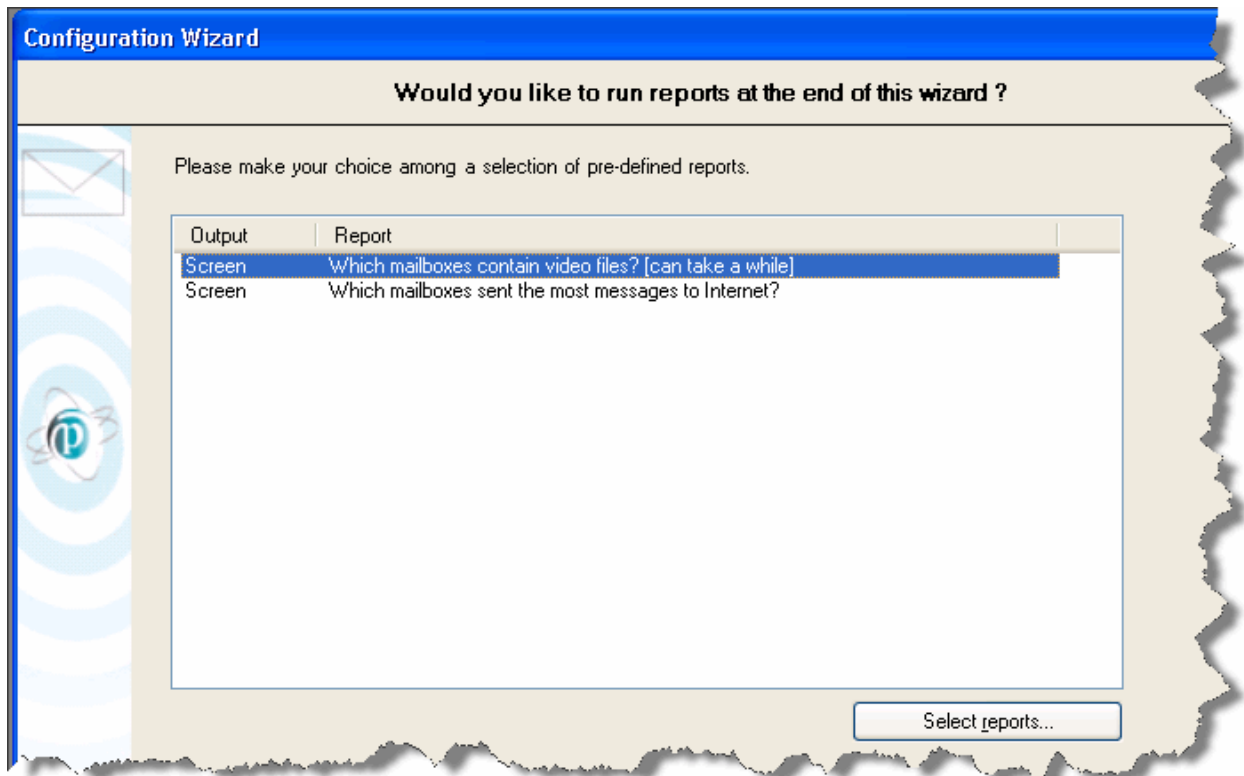 Configuration Wizard
Would you like to run reports at the end of this wizard ?
Please make your choice among a selection of pre-defined reports.
Output Report
Screen Which mailboxes contain video files? [can take a while]
Screen Which mailboxes sent the most messages to Internet?
p
Select reports...